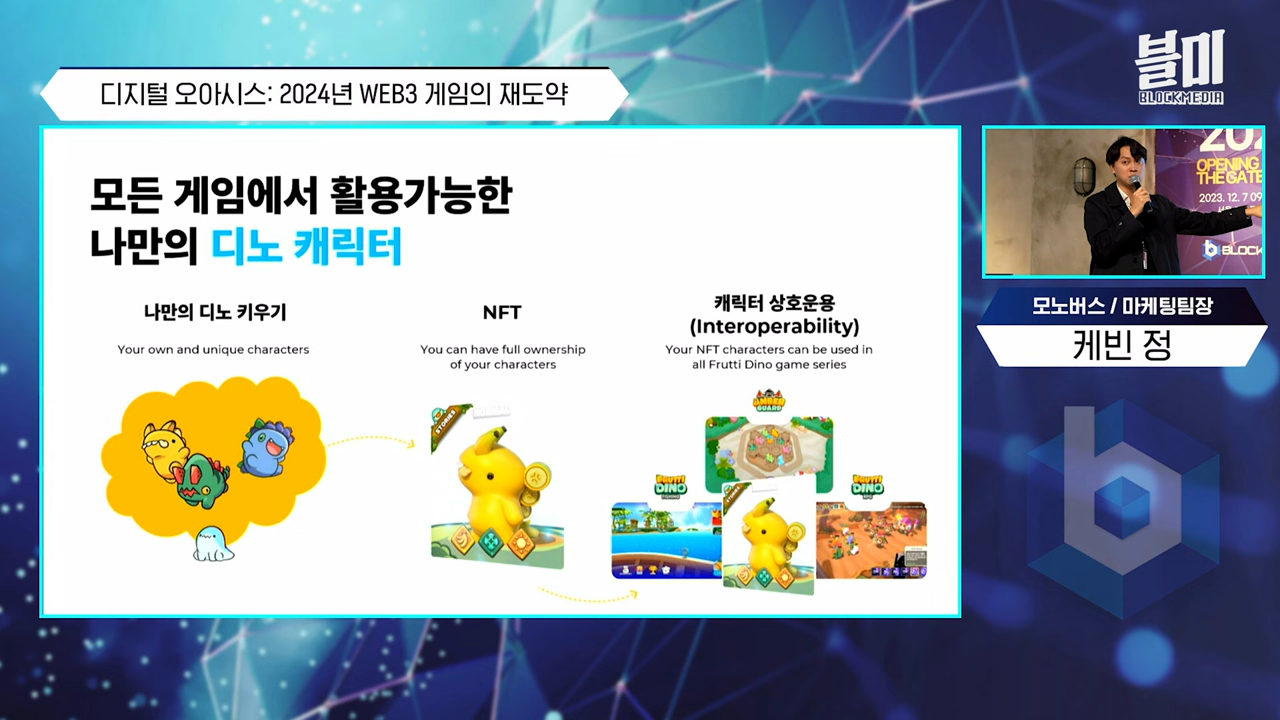 블미
BLOCKMEDIA
디지털 오아시스: 2024년 WEB3 게임의 재도약
모든 게임에서 활용가능한
나만의 디노 캐릭터
나만의 디노 키우기
Your own and unique characters
NFT
You can have full ownership
of your characters
STORIES
캐릭터 상호운용
(Interoperability)
Your NFT characters can be used in
all Frutti Dino game series
AMBER
GUARD
FRUTTI
DINO
FRUTTI
DINO
STORIES
OPENING
THE GATE
2023. 12. 7
BLOCK
모노버스 / 마케팅팀장
케빈 정